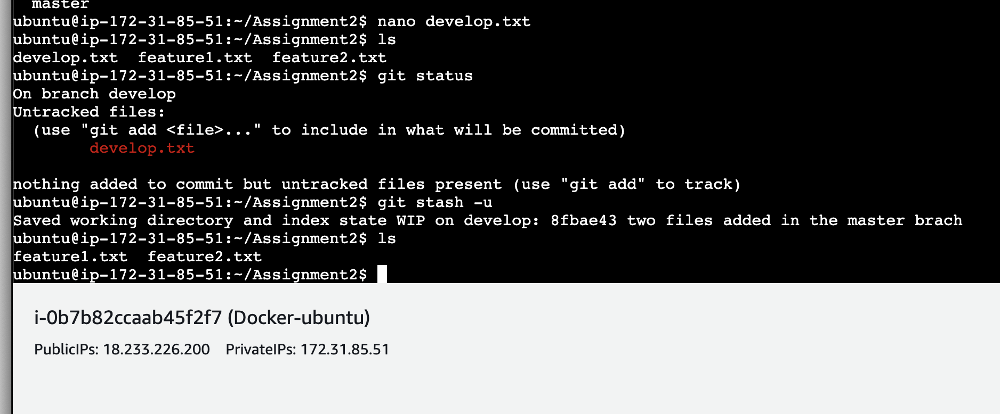 master
ubuntu@ip-172-31-85-51:~/Assignment2$ nano develop.txt
ubuntu@ip-172-31-85-51:~/Assignment2$ ls
develop.txt  feature1.txt  feature2.txt
ubuntu@ip-172-31-85-51:~/Assignment2$ git status
On branch develop
Untracked files:
  (use "git add <file>..." to include in what will be committed)
        develop.txt
nothing added to commit but untracked files present (use "git add" to track)
ubuntu@ip-172-31-85-51:~/Assignment2$ git stash -u
Saved working directory and index state WIP on develop: 8fbae43 two files added in the master brach
ubuntu@ip-172-31-85-51:~/Assignment2$ ls
feature1.txt  feature2.txt
ubuntu@ip-172-31-85-51:~/Assignment2$
i-0b7b82ccaab45f2f7 (Docker-ubuntu)
PublicIPs: 18.233.226.200    PrivateIPs: 172.31.85.51